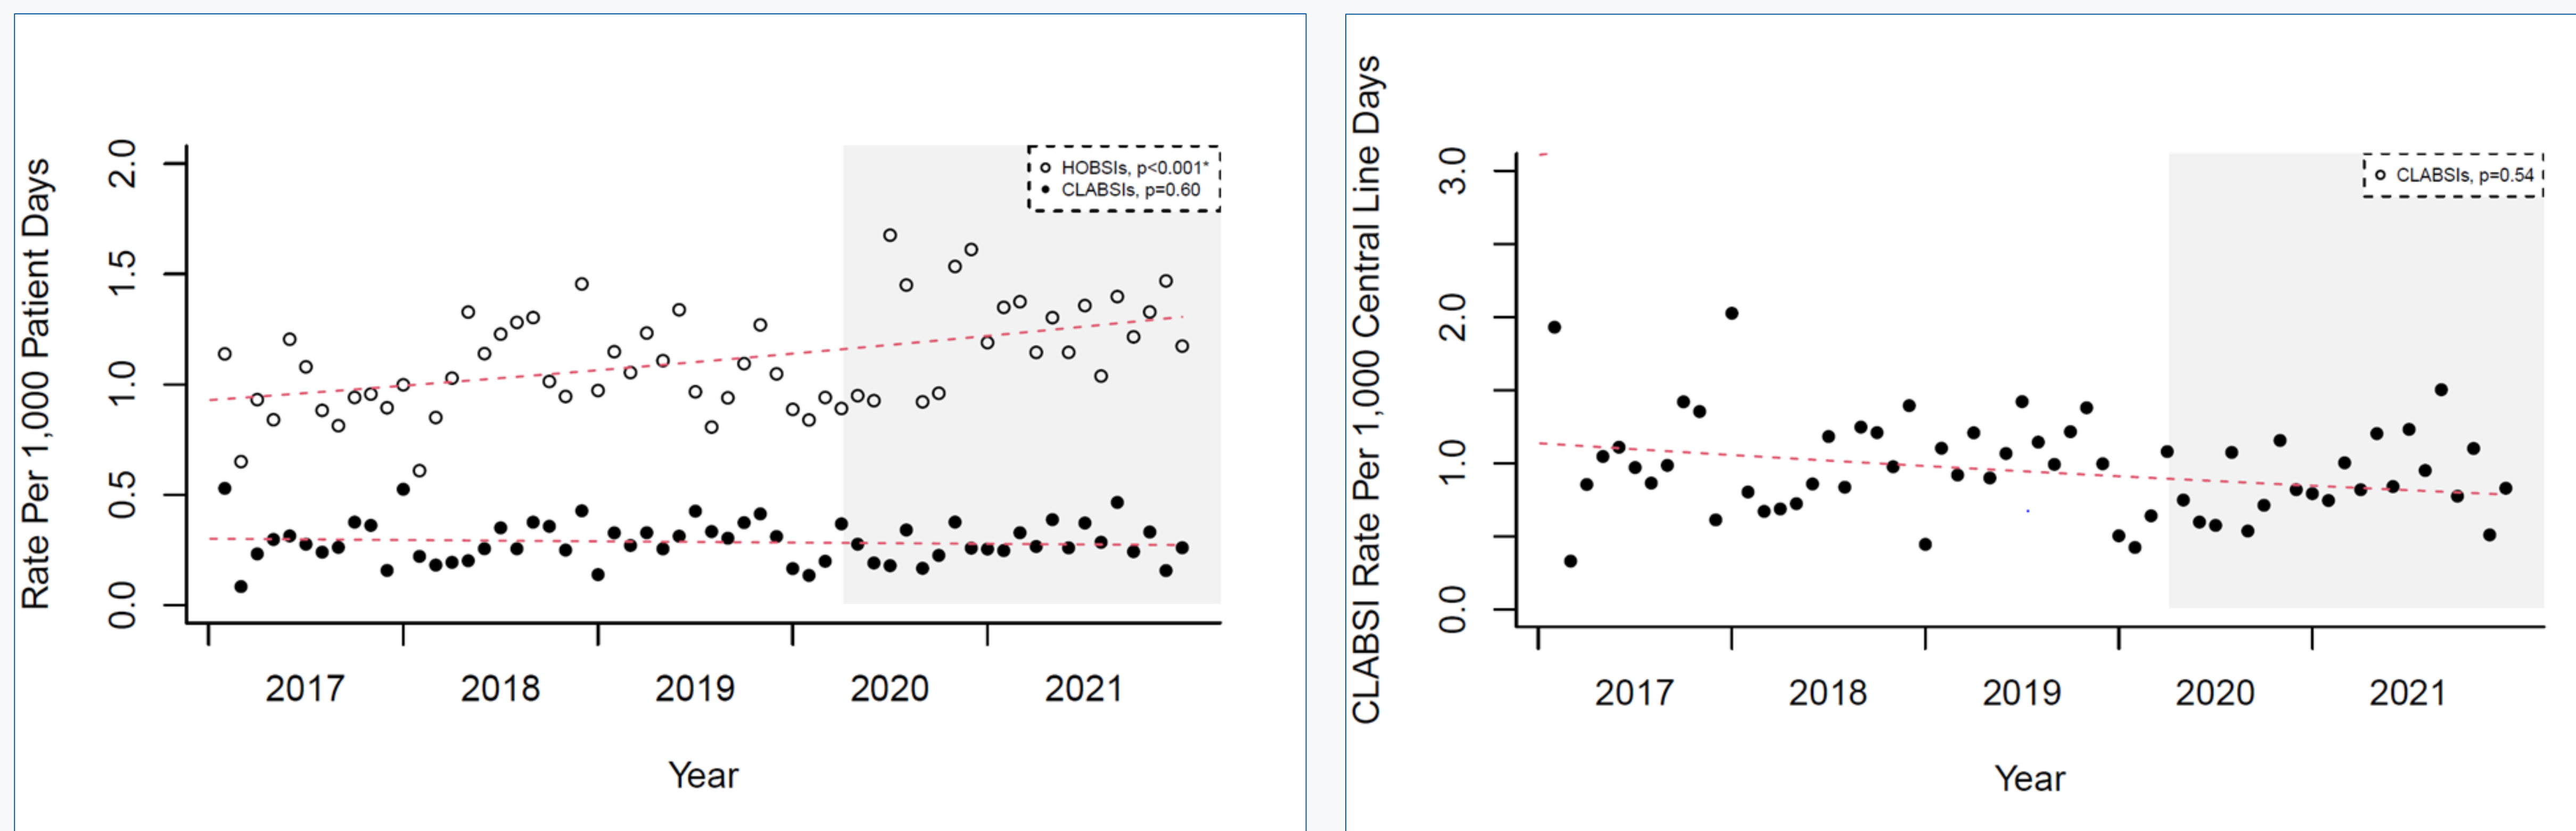 Rate Per 1,000 Patient Days
2.0
1.5
1.0
0.5
0.0
HOBSIs, p<0.001*
CLABSIs, p=0.60
2017 2018 2019 2020 2021
Year
CLABSI Rate Per 1,000 Central Line Days
3.0
2.0
1.0
0.0
CLABSIs, p=0.54
2017 2018 2019 2020 2021
Year